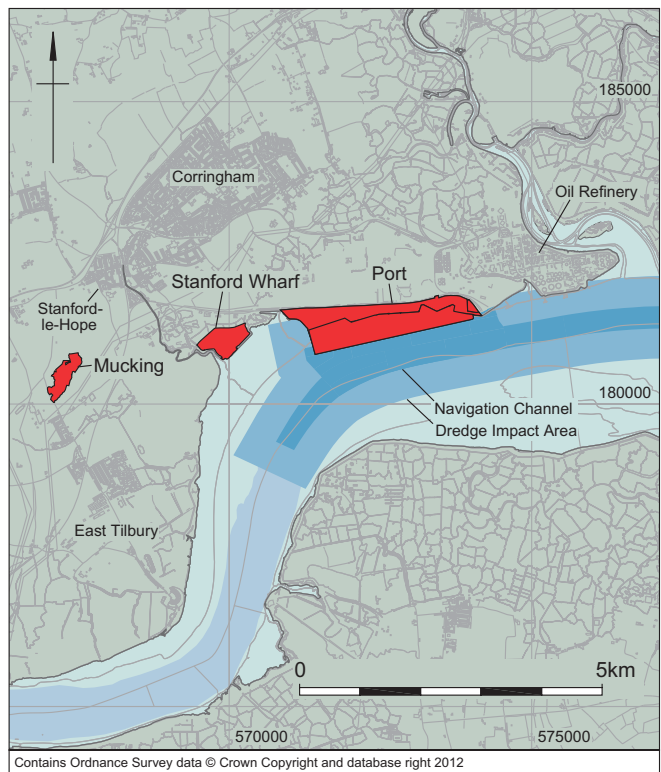 185000
Corringham
Oil Refinery
Stanford Wharf
Port
Stanford-
le-Hope
Mucking
180000
Navigation Channel
Dredge Impact Area
East Tilbury
0
5km
570000
575000
Contains Ordnance Survey data © Crown Copyright and database right 2012